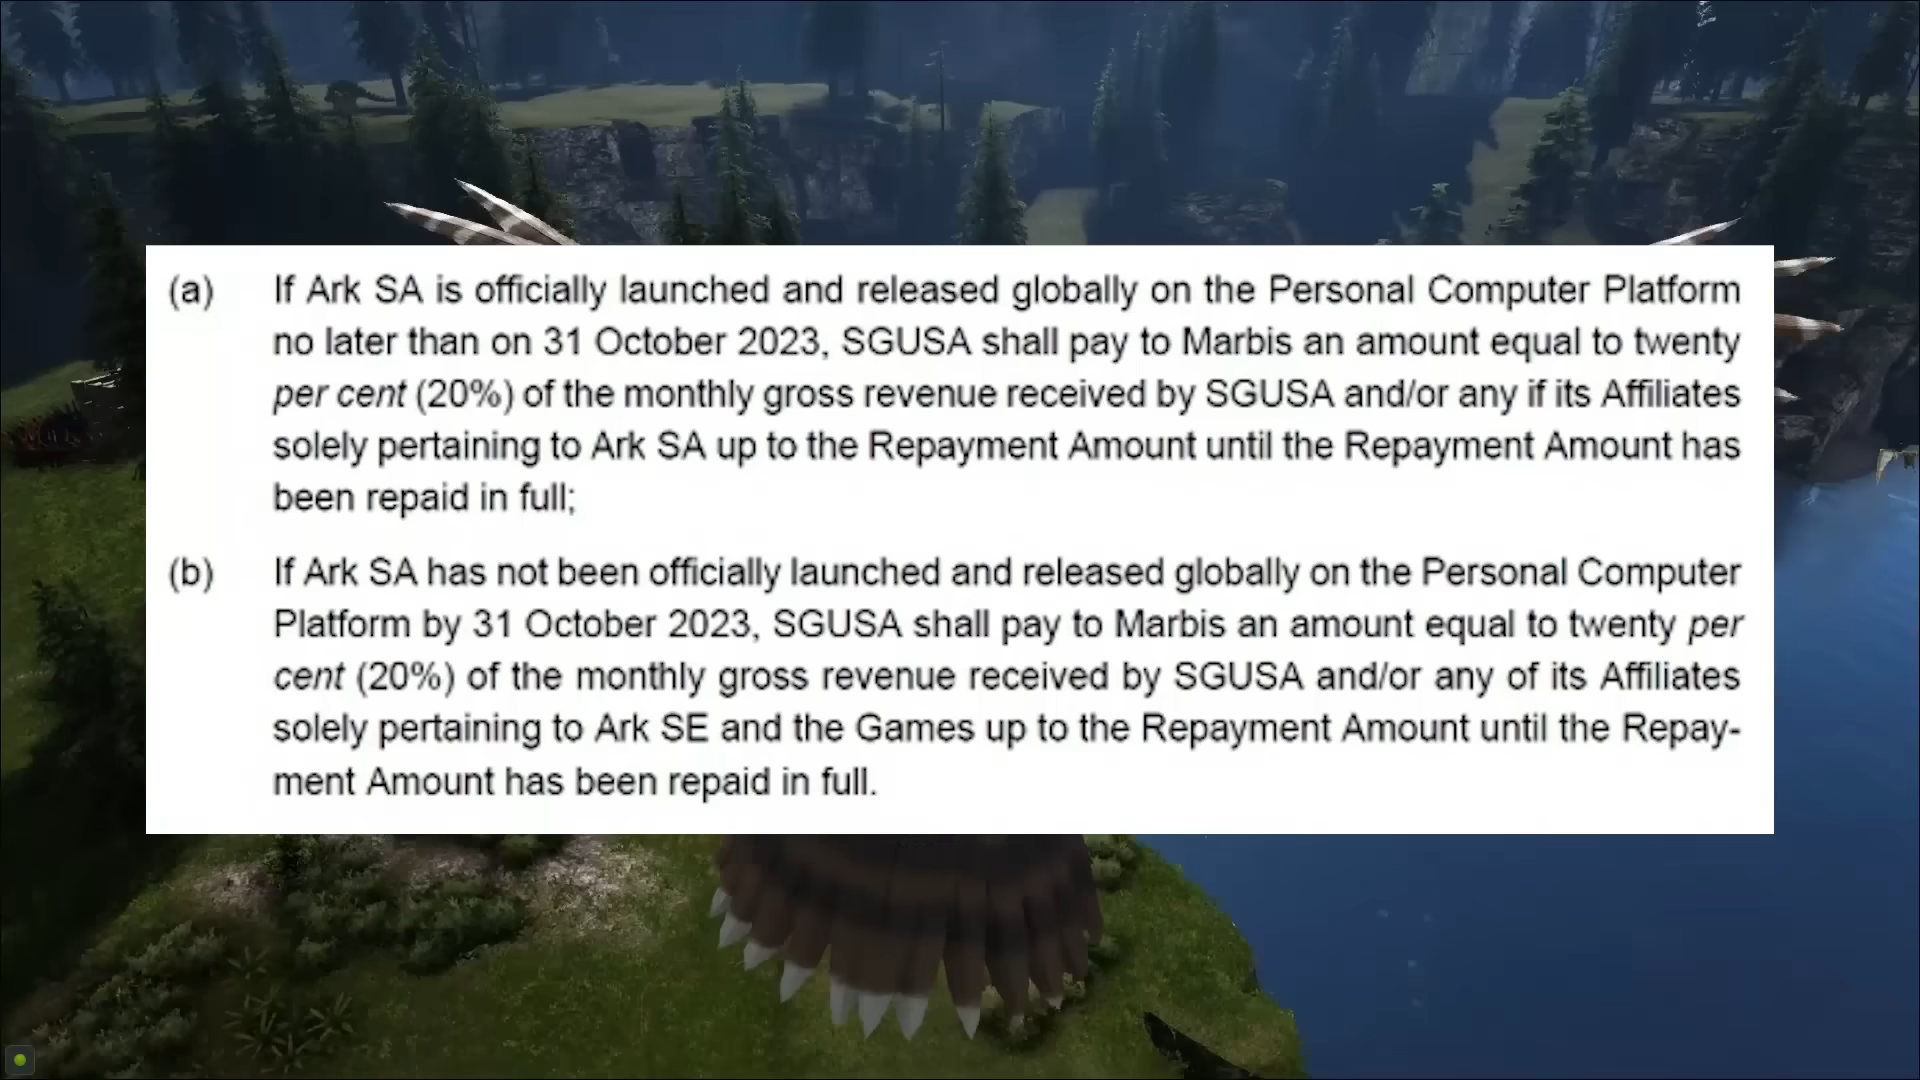 (a) If Ark SA is officially launched and released globally on the Personal Computer Platform
no later than on 31 October 2023, SGUSA shall pay to Marbis an amount equal to twenty
per cent (20%) of the monthly gross revenue received by SGUSA and/or any if its Affiliates
solely pertaining to Ark SA up to the Repayment Amount until the Repayment Amount has
been repaid in full;
(b) If Ark SA has not been officially launched and released globally on the Personal Computer
Platform by 31 October 2023, SGUSA shall pay to Marbis an amount equal to twenty per
cent (20%) of the monthly gross revenue received by SGUSA and/or any of its Affiliates
solely pertaining to Ark SE and the Games up to the Repayment Amount until the Repay-
ment Amount has been repaid in full.